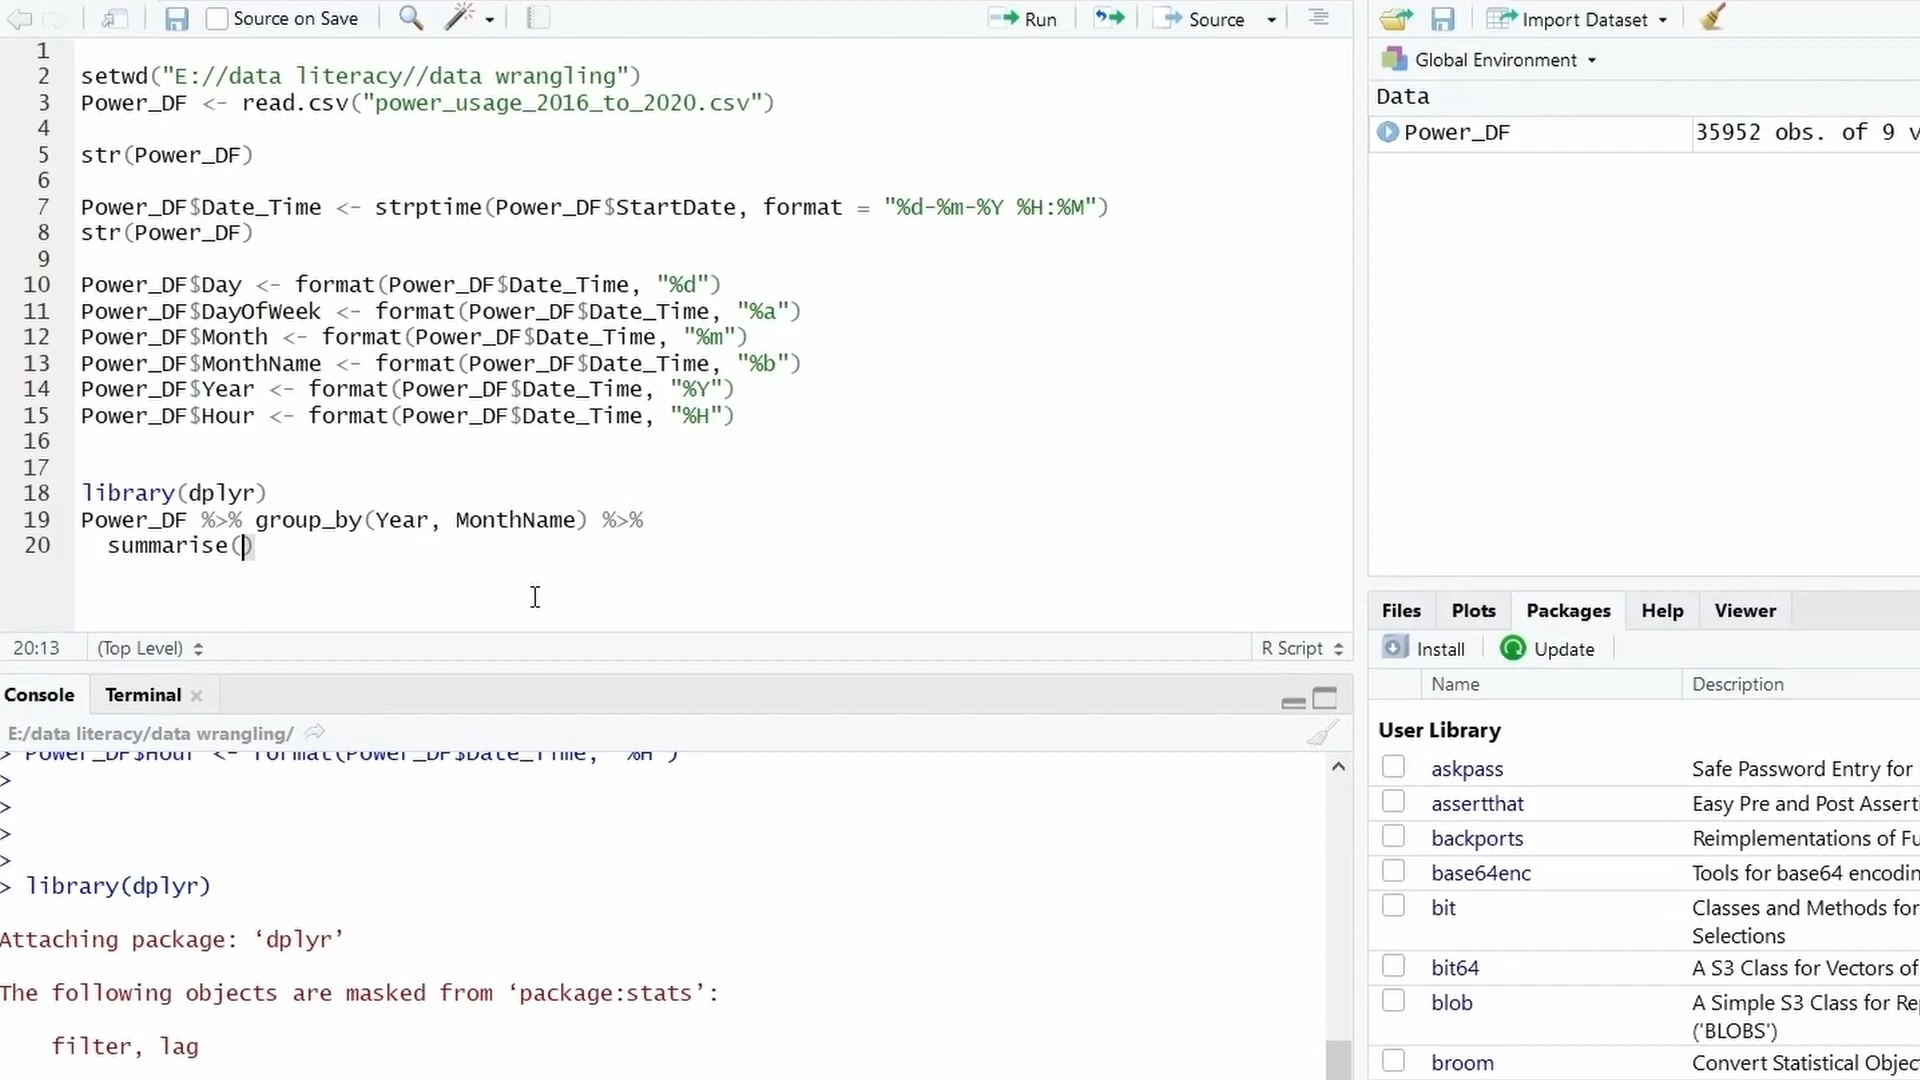 Source on Save
Run
Source
1
2 setwd("E://data literacy//data wrangling")
3 Power_DF <- read.csv("power_usage_2016_to_2020.csv")
4
5 str(Power_DF)
6
7 Power_DF$Date_Time <- strptime(Power_DF$StartDate, format = "%d-%m-%Y %H:%M")
8 str(Power_DF)
9
10 Power_DF$Day <- format(Power_DF$Date_Time, "%d")
11 Power_DF$DayOfWeek <- format(Power_DF$Date_Time, "%a")
12 Power_DF$Month <- format(Power_DF$Date_Time, "%m")
13 Power_DF$MonthName <- format(Power_DF$Date_Time, "%b")
14 Power_DF$Year <- format(Power_DF$Date_Time, "%Y")
15 Power_DF$Hour <- format(Power_DF$Date_Time, "%H")
16
17
18 library(dplyr)
19 Power_DF %>% group_by(Year, MonthName) %>%
20 summarise()
20:13 (Top Level) R Script
Console Terminal
E:/data literacy/data wrangling/
> Power_DF$Hour <- format(Power_DF$Date_Time, "%H")
>
>
>
>
> library(dplyr)
Attaching package: ‘dplyr’
The following objects are masked from ‘package:stats’:
filter, lag
Import Dataset
Global Environment
Data
Power_DF 35952 obs. of 9 v
Files Plots Packages Help Viewer
Install Update
Name Description
User Library
askpass Safe Password Entry for
assertthat Easy Pre and Post Asserti
backports Reimplementations of Fu
base64enc Tools for base64 encodin
bit Classes and Methods for
Selections
bit64 A S3 Class for Vectors of
blob A Simple S3 Class for Re
('BLOBS')
broom Convert Statistical Objec